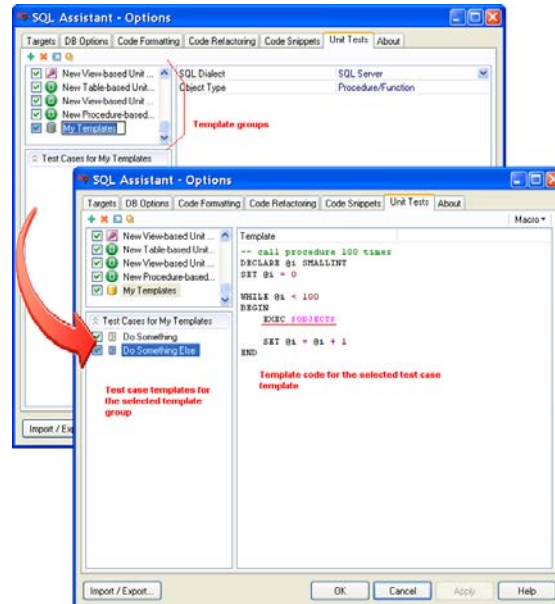 SQL Assistant - Options
Targets DB Options Code Formatting Code Refactoring Code Snippets Unit Tests About
New View-based Unit ...
New Table-based Unit...
New View-based Unit ...
New Procedure-based...
My Templates
SQL Dialect SQL Server
Object Type Procedure/Function
Template groups
Test Cases for My Templates
SQL Assistant - Options
Targets DB Options Code Formatting Code Refactoring Code Snippets Unit Tests About
Macro
New View-based Unit ...
New Table-based Unit...
New View-based Unit ...
New Procedure-based...
My Templates
Template
-- call procedure 100 times
DECLARE @i SMALLINT
SET @i = 0
WHILE @i < 100
BEGIN
EXEC $OBJECT$
SET @i = @i + 1
END
Test Cases for My Templates
Do Something
Do Something Else
Test case templates for
the selected template
group
Template code for the selected test case
template
Import / Exp
Import / Export...
OK Cancel Apply Help